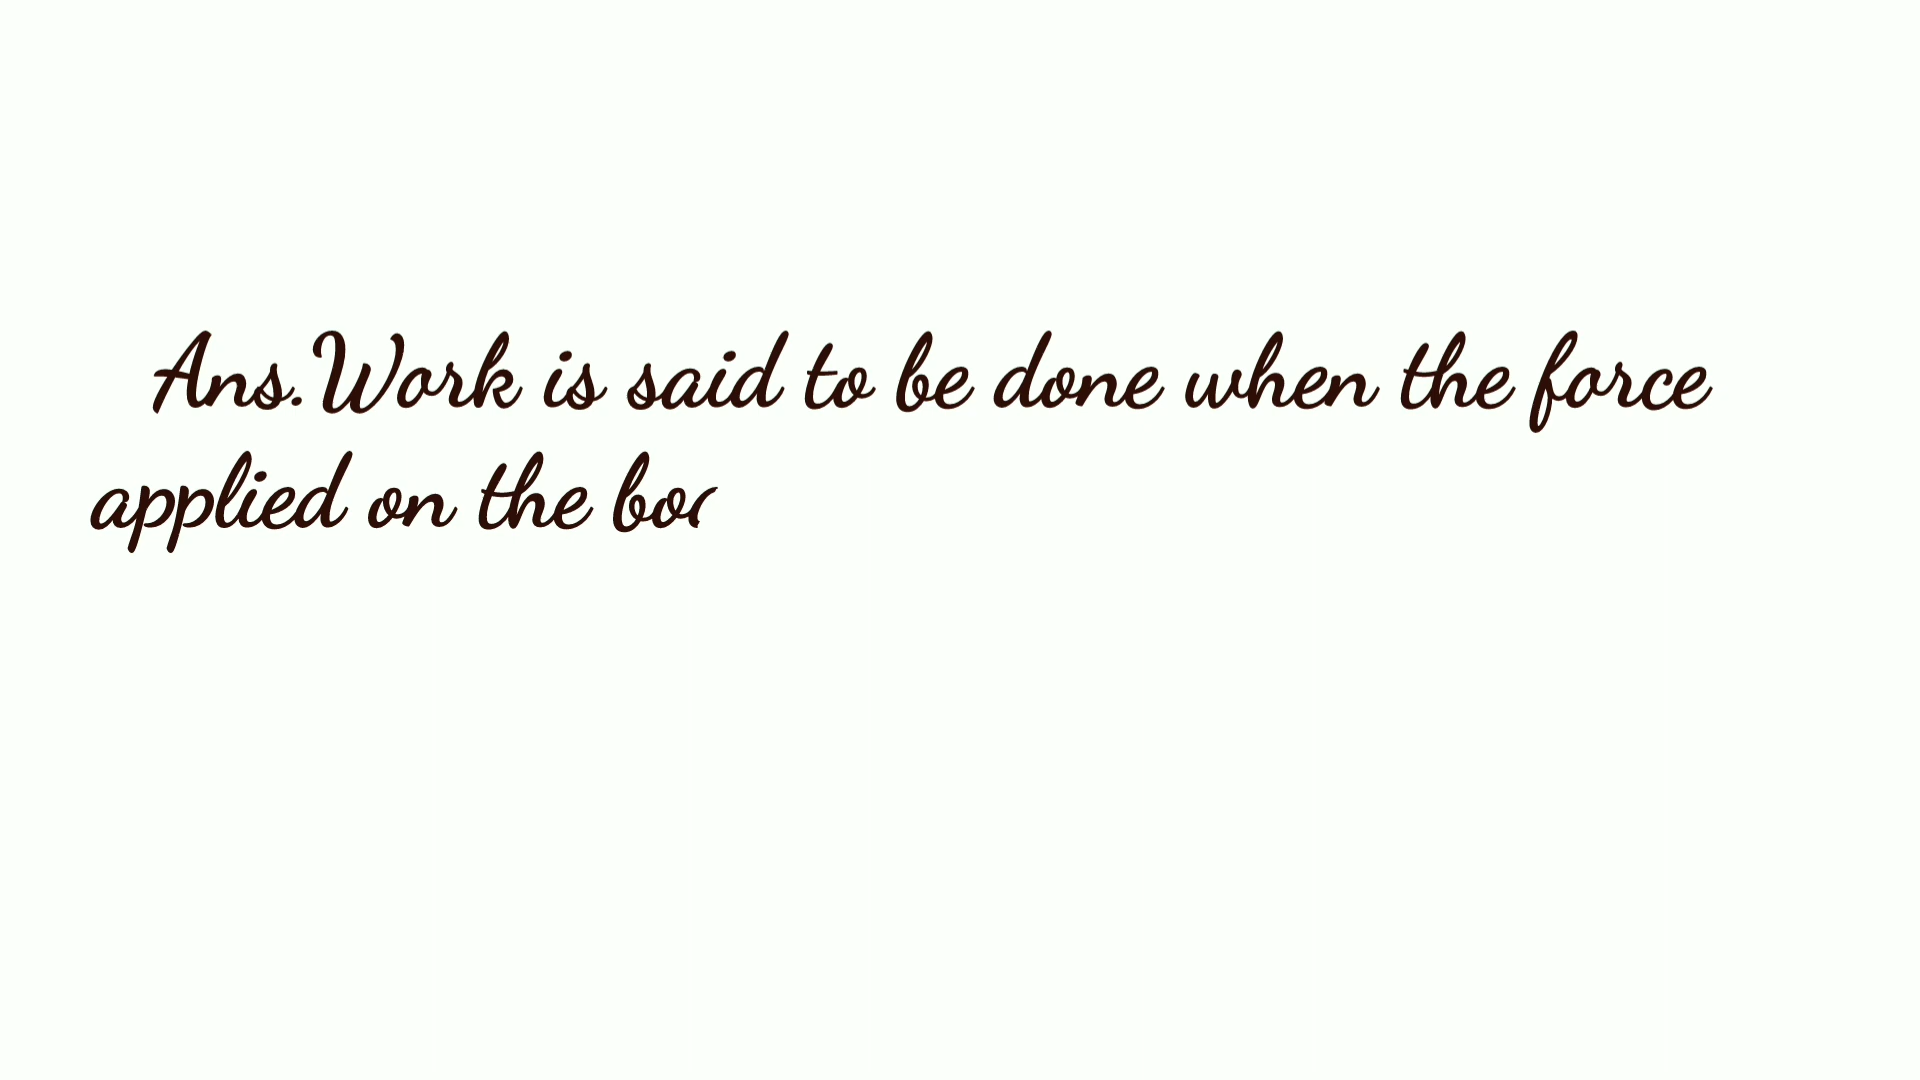 Ans.Work is said to be done when the force
applied on the